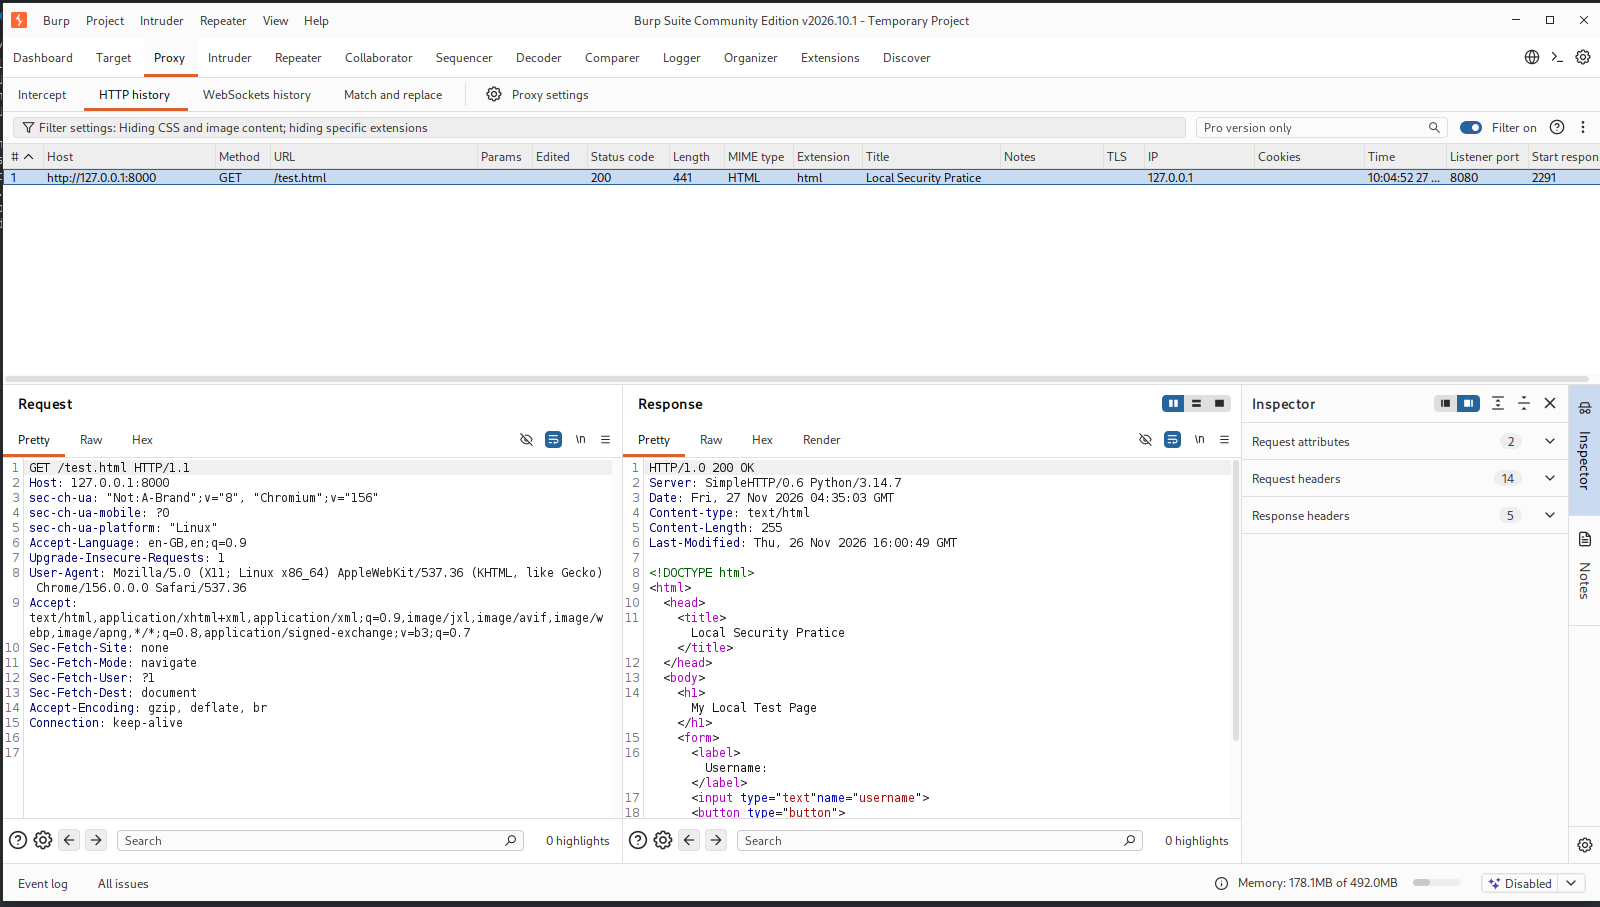 Burp Project Intruder Repeater View Help Burp Suite Community Edition v2026.10.1 - Temporary Project
Dashboard Target Proxy Intruder Repeater Collaborator Sequencer Decoder Comparer Logger Organizer Extensions Discover
Intercept HTTP history WebSockets history Match and replace Proxy settings
Filter settings: Hiding CSS and image content; hiding specific extensions Pro version only Filter on
# Host Method URL Params Edited Status code Length MIME type Extension Title Notes TLS IP Cookies Time Listener port Start respon
1 http://127.0.0.1:8000 GET /test.html 200 441 HTML html Local Security Pratice 127.0.0.1 10:04:52 27 ... 8080 2291
Request
Pretty Raw Hex \n
1 GET /test.html HTTP/1.1
2 Host: 127.0.0.1:8000
3 sec-ch-ua: "Not:A-Brand";v="8", "Chromium";v="156"
4 sec-ch-ua-mobile: ?0
5 sec-ch-ua-platform: "Linux"
6 Accept-Language: en-GB,en;q=0.9
7 Upgrade-Insecure-Requests: 1
8 User-Agent: Mozilla/5.0 (X11; Linux x86_64) AppleWebKit/537.36 (KHTML, like Gecko)
Chrome/156.0.0.0 Safari/537.36
9 Accept:
text/html,application/xhtml+xml,application/xml;q=0.9,image/jxl,image/avif,image/w
ebp,image/apng,*/*;q=0.8,application/signed-exchange;v=b3;q=0.7
10 Sec-Fetch-Site: none
11 Sec-Fetch-Mode: navigate
12 Sec-Fetch-User: ?1
13 Sec-Fetch-Dest: document
14 Accept-Encoding: gzip, deflate, br
15 Connection: keep-alive
16
17
Search 0 highlights
Response
Pretty Raw Hex Render \n
1 HTTP/1.0 200 OK
2 Server: SimpleHTTP/0.6 Python/3.14.7
3 Date: Fri, 27 Nov 2026 04:35:03 GMT
4 Content-type: text/html
5 Content-Length: 255
6 Last-Modified: Thu, 26 Nov 2026 16:00:49 GMT
7
8 <!DOCTYPE html>
9 <html>
10 <head>
11 <title>
Local Security Pratice
</title>
12 </head>
13 <body>
14 <h1>
My Local Test Page
</h1>
15 <form>
16 <label>
Username:
</label>
17 <input type="text"name="username">
18 <button type="button">
Search 0 highlights
Inspector
Request attributes 2
Request headers 14
Response headers 5
Inspector
Notes
Event log All issues Memory: 178.1MB of 492.0MB Disabled